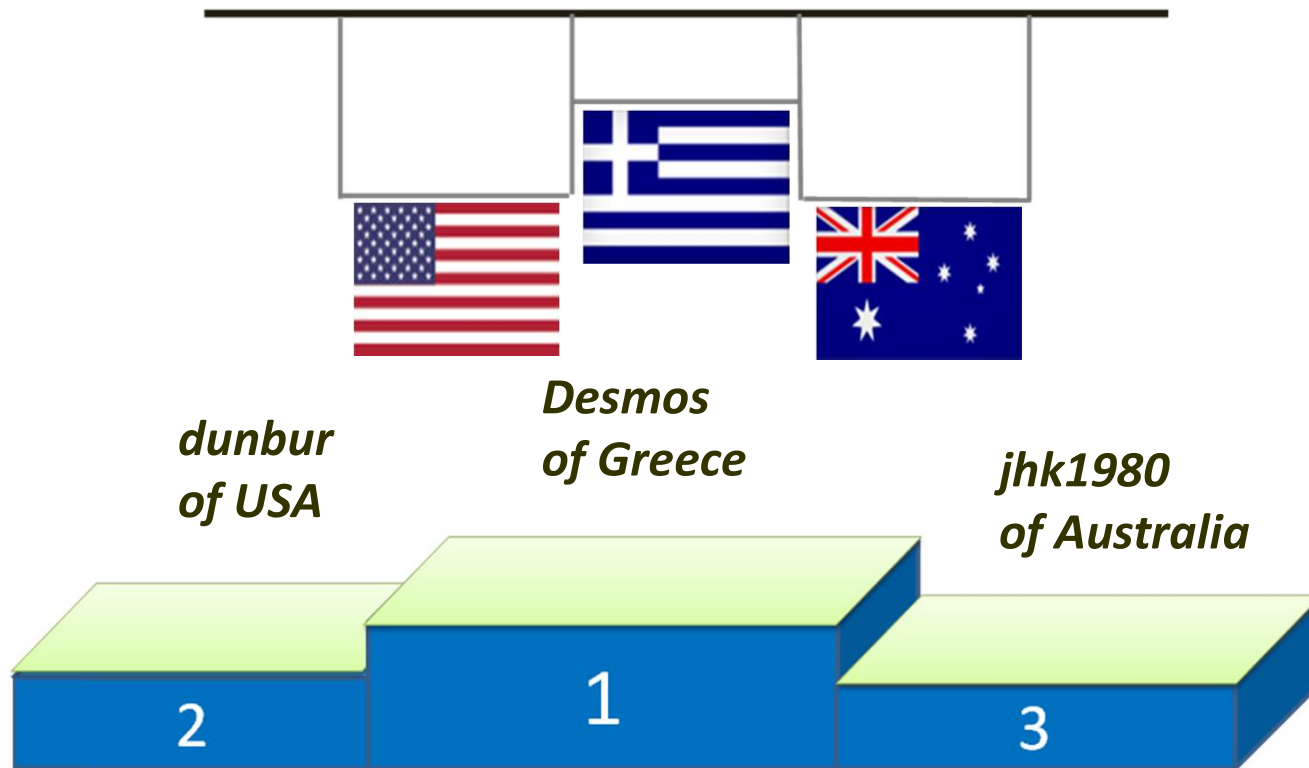 Desmos
of Greece
dunbur
of USA
jhk1980
of Australia
2
1
3